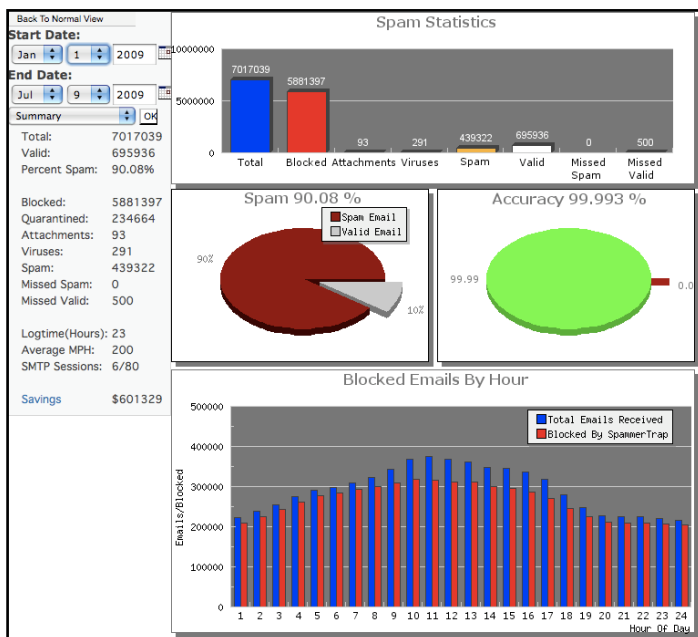 Back To Normal View
Start Date:
Jan 1 2009
End Date:
Jul 9 2009
Summary OK
Total: 7017039
Valid: 695936
Percent Spam: 90.08%
Blocked: 5881397
Quarantined: 234664
Attachments: 93
Viruses: 291
Spam: 439322
Missed Spam: 0
Missed Valid: 500
Logtime(Hours): 23
Average MPH: 200
SMTP Sessions: 6/80
Savings $601329
Spam Statistics
10000000
5000000
0
7017039 5881397 93 291 439322 695936 0 500
Total Blocked Attachments Viruses Spam Valid Missed Spam Missed Valid
Spam 90.08 %
Spam Email
Valid Email
90%
10%
Accuracy 99.993 %
99.99
0.0
Blocked Emails By Hour
Total Emails Received
Blocked By SpammerTrap
Emails/Blocked
500000
400000
300000
200000
100000
0
1 2 3 4 5 6 7 8 9 10 11 12 13 14 15 16 17 18 19 20 21 22 23 24
Hour Of Day